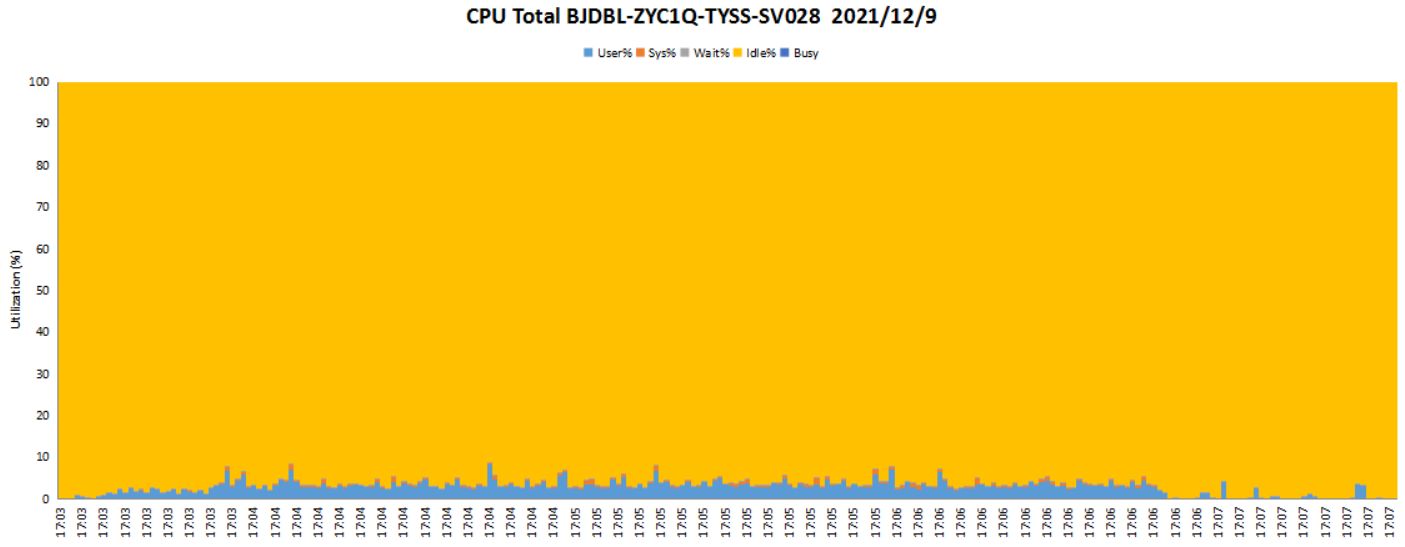 CPU Total BJDBL-ZYC1Q-TYSS-SV028 2021/12/9
User% Sys% Wait% Idle% Busy
Utilization (%)
100
90
80
70
60
50
40
30
20
10
0
17:03 17:03 17:03 17:03 17:03 17:03 17:03 17:03 17:03 17:04 17:04 17:04 17:04 17:04 17:04 17:04 17:04 17:04 17:04 17:04 17:04 17:04 17:04 17:04 17:05 17:05 17:05 17:05 17:05 17:05 17:05 17:05 17:05 17:05 17:05 17:05 17:05 17:05 17:05 17:05 17:06 17:06 17:06 17:06 17:06 17:06 17:06 17:06 17:06 17:06 17:06 17:06 17:06 17:06 17:07 17:07 17:07 17:07 17:07 17:07 17:07 17:07 17:07